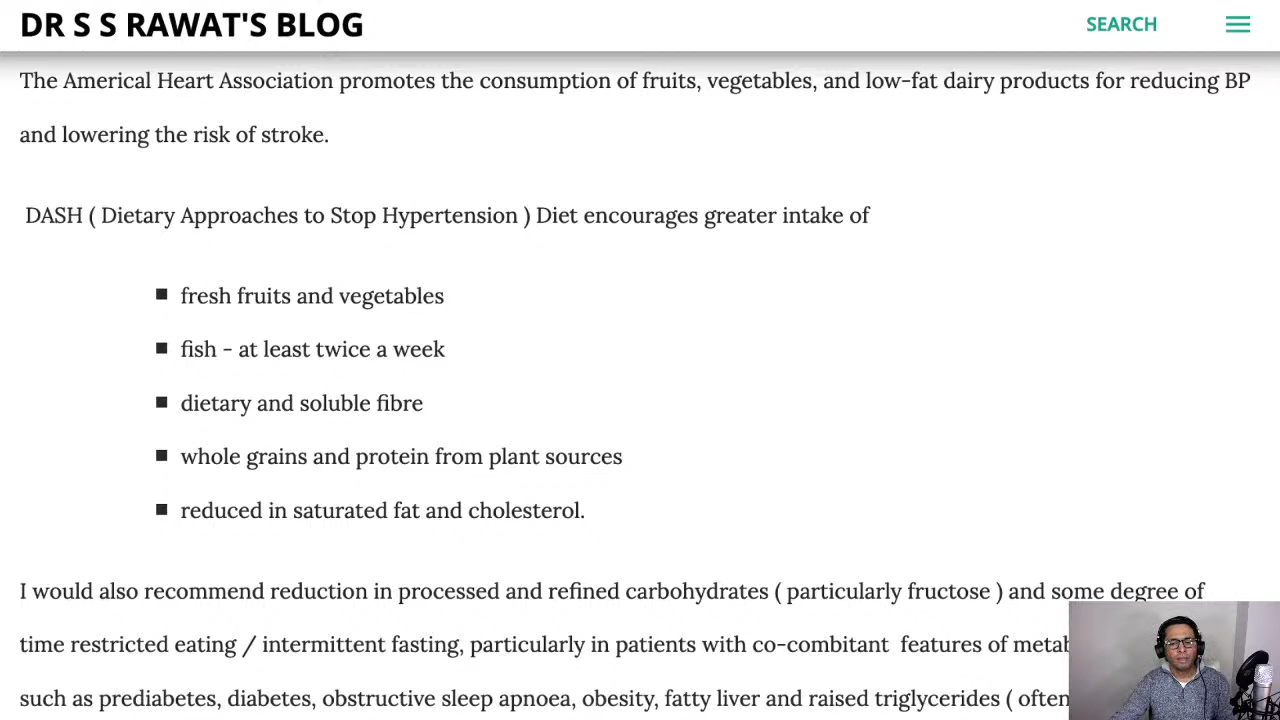 DR S S RAWAT'S BLOG
SEARCH
The Americal Heart Association promotes the consumption of fruits, vegetables, and low-fat dairy products for reducing BP
and lowering the risk of stroke.
DASH ( Dietary Approaches to Stop Hypertension ) Diet encourages greater intake of
fresh fruits and vegetables
fish - at least twice a week
dietary and soluble fibre
whole grains and protein from plant sources
reduced in saturated fat and cholesterol.
I would also recommend reduction in processed and refined carbohydrates ( particularly fructose ) and some degree of
time restricted eating / intermittent fasting, particularly in patients with co-combitant features of
such as prediabetes, diabetes, obstructive sleep apnoea, obesity, fatty liver and raised triglycerides ( often